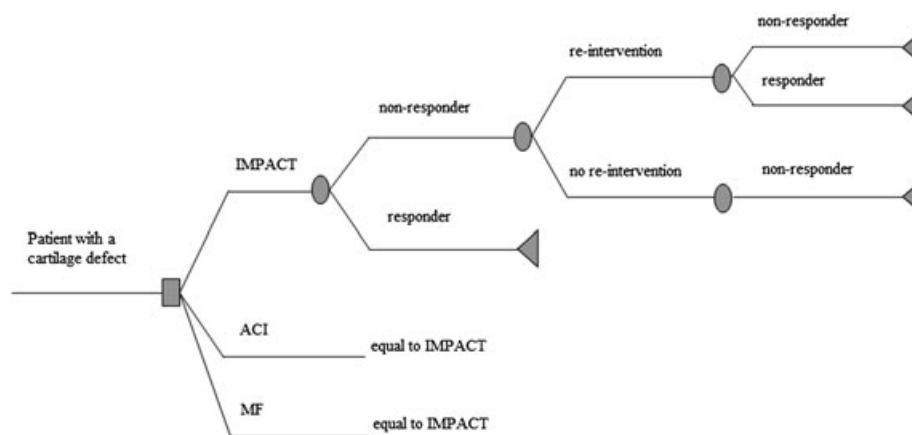 non-responder
re-intervention
responder
non-responder
IMPACT
no re-intervention
non-responder
responder
Patient with a
cartilage defect
ACI
equal to IMPACT
MF
equal to IMPACT